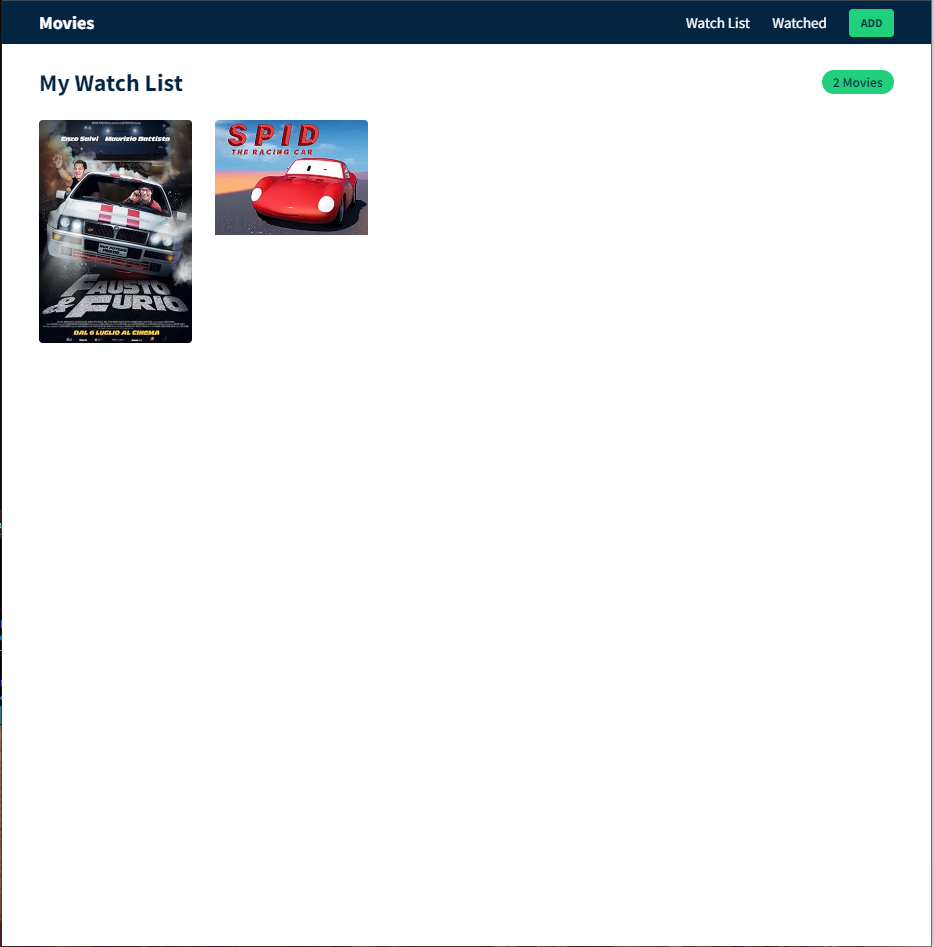 Movies
Watch List
Watched
ADD
My Watch List
2 Movies
Enzo Salvi Maurizio Battista
FAUSTO
& FURIO
DAL 6 LUGLIO AL CINEMA
SPID
THE RACING CAR